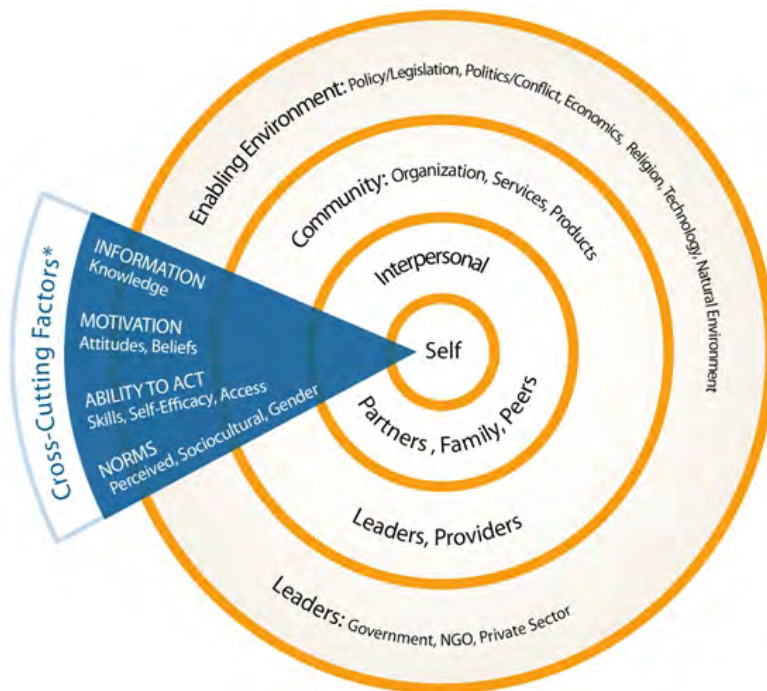 Enabling Environment: Policy/Legislation, Politics/Conflict, Economics, Religion, Technology, Natural Environment
Community: Organization, Services, Products
Interpersonal
Self
Partners, Family, Peers
Leaders, Providers
Leaders: Government, NGO, Private Sector
Cross-Cutting Factors*
INFORMATION
Knowledge
MOTIVATION
Attitudes, Beliefs
ABILITY TO ACT
Skills, Self-Efficacy, Access
NORMS
Perceived, Sociocultural, Gender